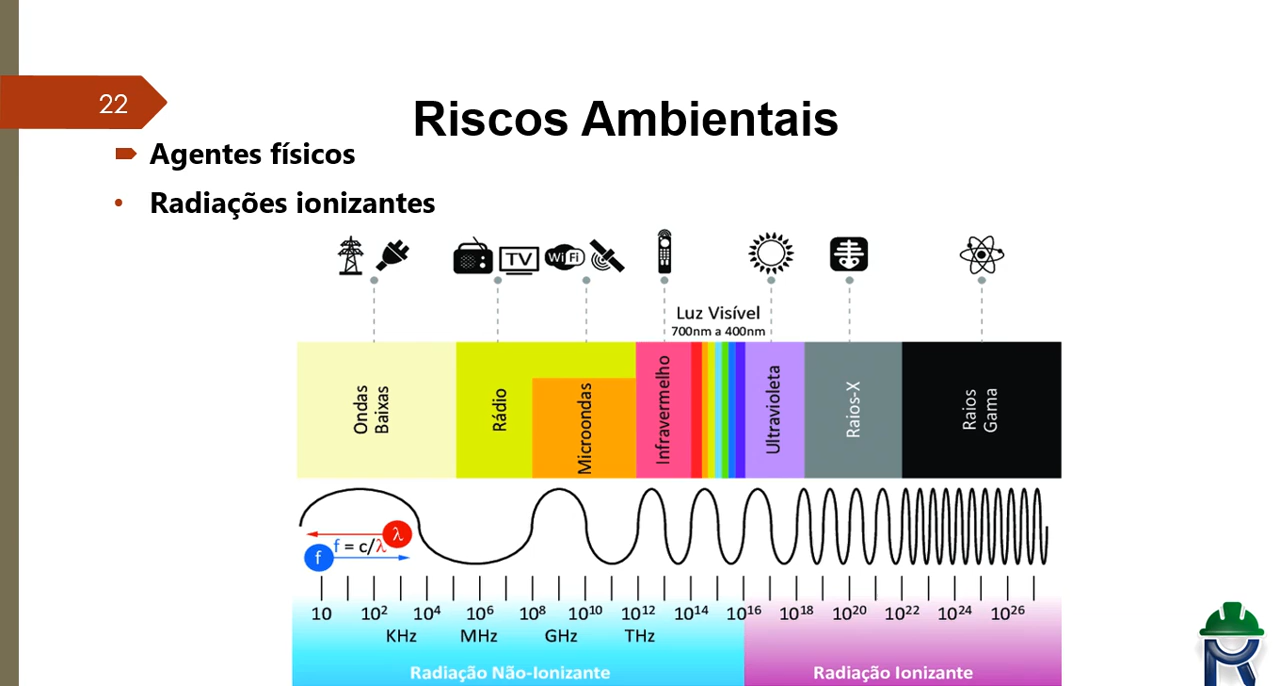 22
Riscos Ambientais
Agentes físicos
• Radiações ionizantes
TV
WiFi
Luz Visível
700nm a 400nm
Ondas
Baixas
Rádio
Microondas
Infravermelho
Ultravioleta
Raios-X
Raios
Gama
λ
f = c/λ
f
10 10² 10⁴ 10⁶ 10⁸ 10¹⁰ 10¹² 10¹⁴ 10¹⁶ 10¹⁸ 10²⁰ 10²² 10²⁴ 10²⁶
KHz MHz GHz THz
Radiação Não-Ionizante Radiação Ionizante
R